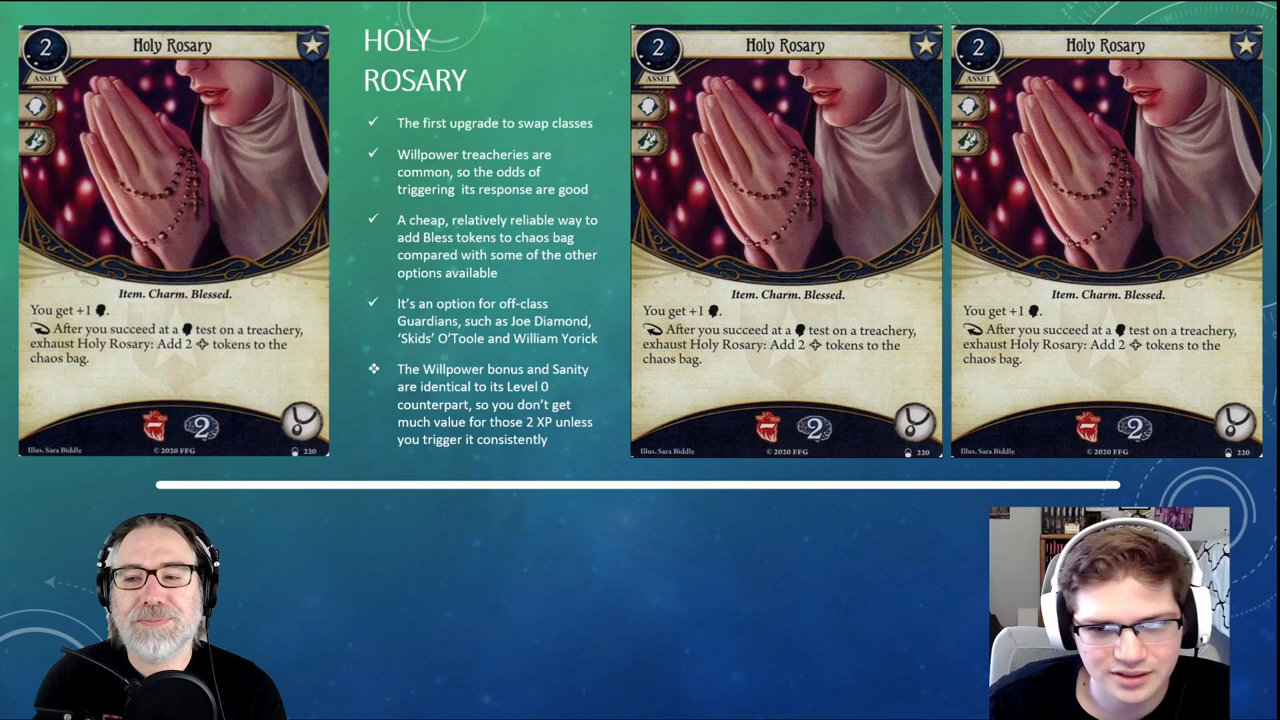 2
Holy Rosary
ASSET
Item. Charm. Blessed.
You get +1 .
After you succeed at a test on a treachery,
exhaust Holy Rosary: Add 2 tokens to the
chaos bag.
2
Illus. Sara Biddle
© 2020 FFG
220
HOLY
ROSARY
The first upgrade to swap classes
Willpower treacheries are
common, so the odds of
triggering its response are good
A cheap, relatively reliable way to
add Bless tokens to chaos bag
compared with some of the other
options available
It's an option for off-class
Guardians, such as Joe Diamond,
'Skids' O'Toole and William Yorick
The Willpower bonus and Sanity
are identical to its Level 0
counterpart, so you don't get
much value for those 2 XP unless
you trigger it consistently
2
Holy Rosary
ASSET
Item. Charm. Blessed.
You get +1 .
After you succeed at a test on a treachery,
exhaust Holy Rosary: Add 2 tokens to the
chaos bag.
2
Illus. Sara Biddle
© 2020 FFG
220
2
Holy Rosary
ASSET
Item. Charm. Blessed.
You get +1 .
After you succeed at a test on a treachery,
exhaust Holy Rosary: Add 2 tokens to the
chaos bag.
2
Illus. Sara Biddle
© 2020 FFG
220